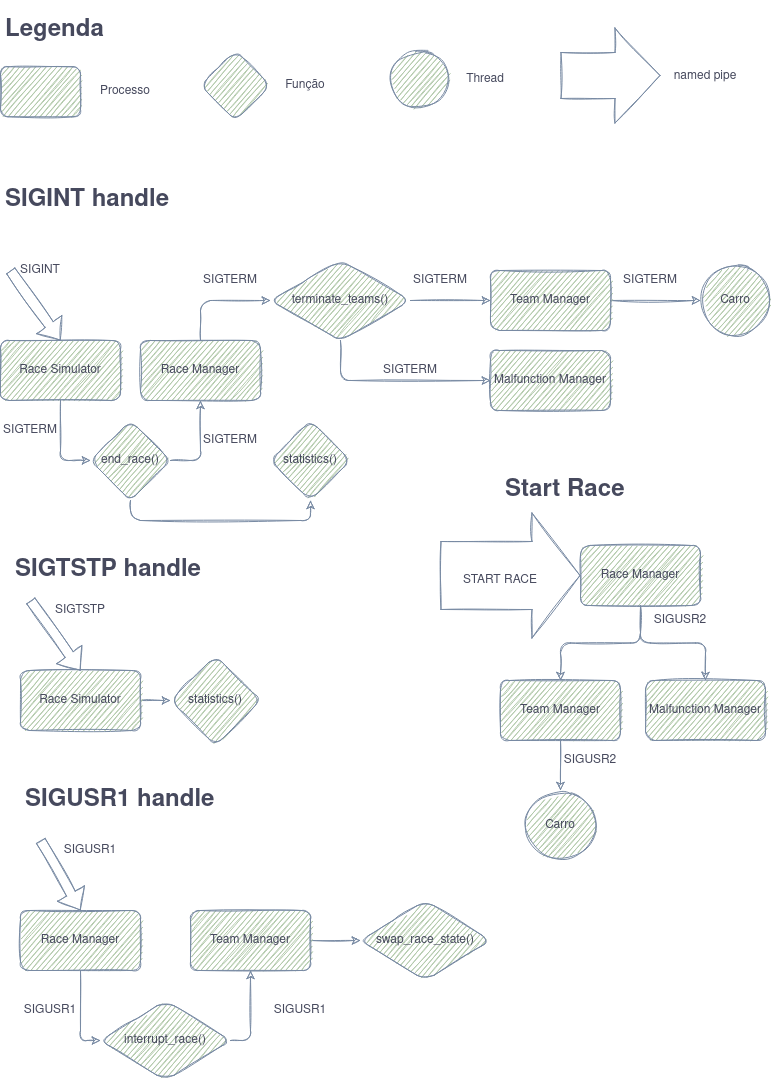 Legenda
Processo
Função
Thread
named pipe
SIGINT handle
SIGINT
SIGTERM
terminate_teams()
SIGTERM
Team Manager
SIGTERM
Carro
Race Simulator
Race Manager
SIGTERM
Malfunction Manager
SIGTERM
end_race()
SIGTERM
statistics()
Start Race
START RACE
Race Manager
SIGUSR2
Team Manager
Malfunction Manager
SIGUSR2
Carro
SIGTSTP handle
SIGTSTP
Race Simulator
statistics()
SIGUSR1 handle
SIGUSR1
Race Manager
Team Manager
swap_race_state()
SIGUSR1
interrupt_race()
SIGUSR1